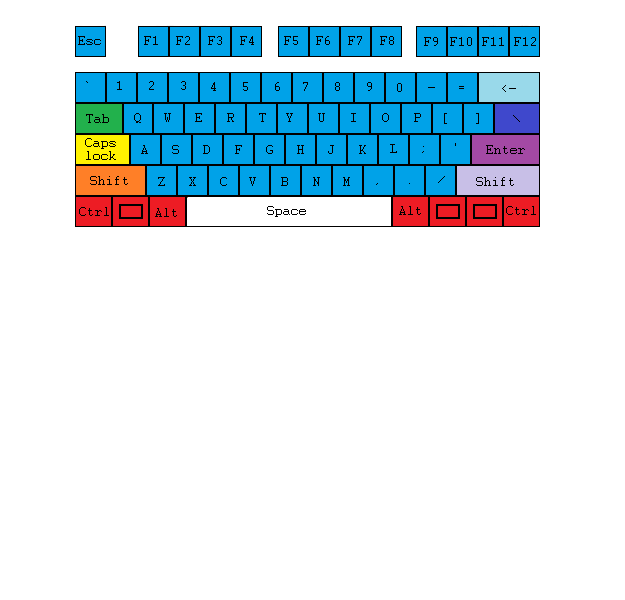 Esc F1 F2 F3 F4 F5 F6 F7 F8 F9 F10 F11 F12
` 1 2 3 4 5 6 7 8 9 0 - = <-
Tab Q W E R T Y U I O P [ ] \
Caps lock A S D F G H J K L ; ' Enter
Shift Z X C V B N M , . / Shift
Ctrl Alt Space Alt Ctrl